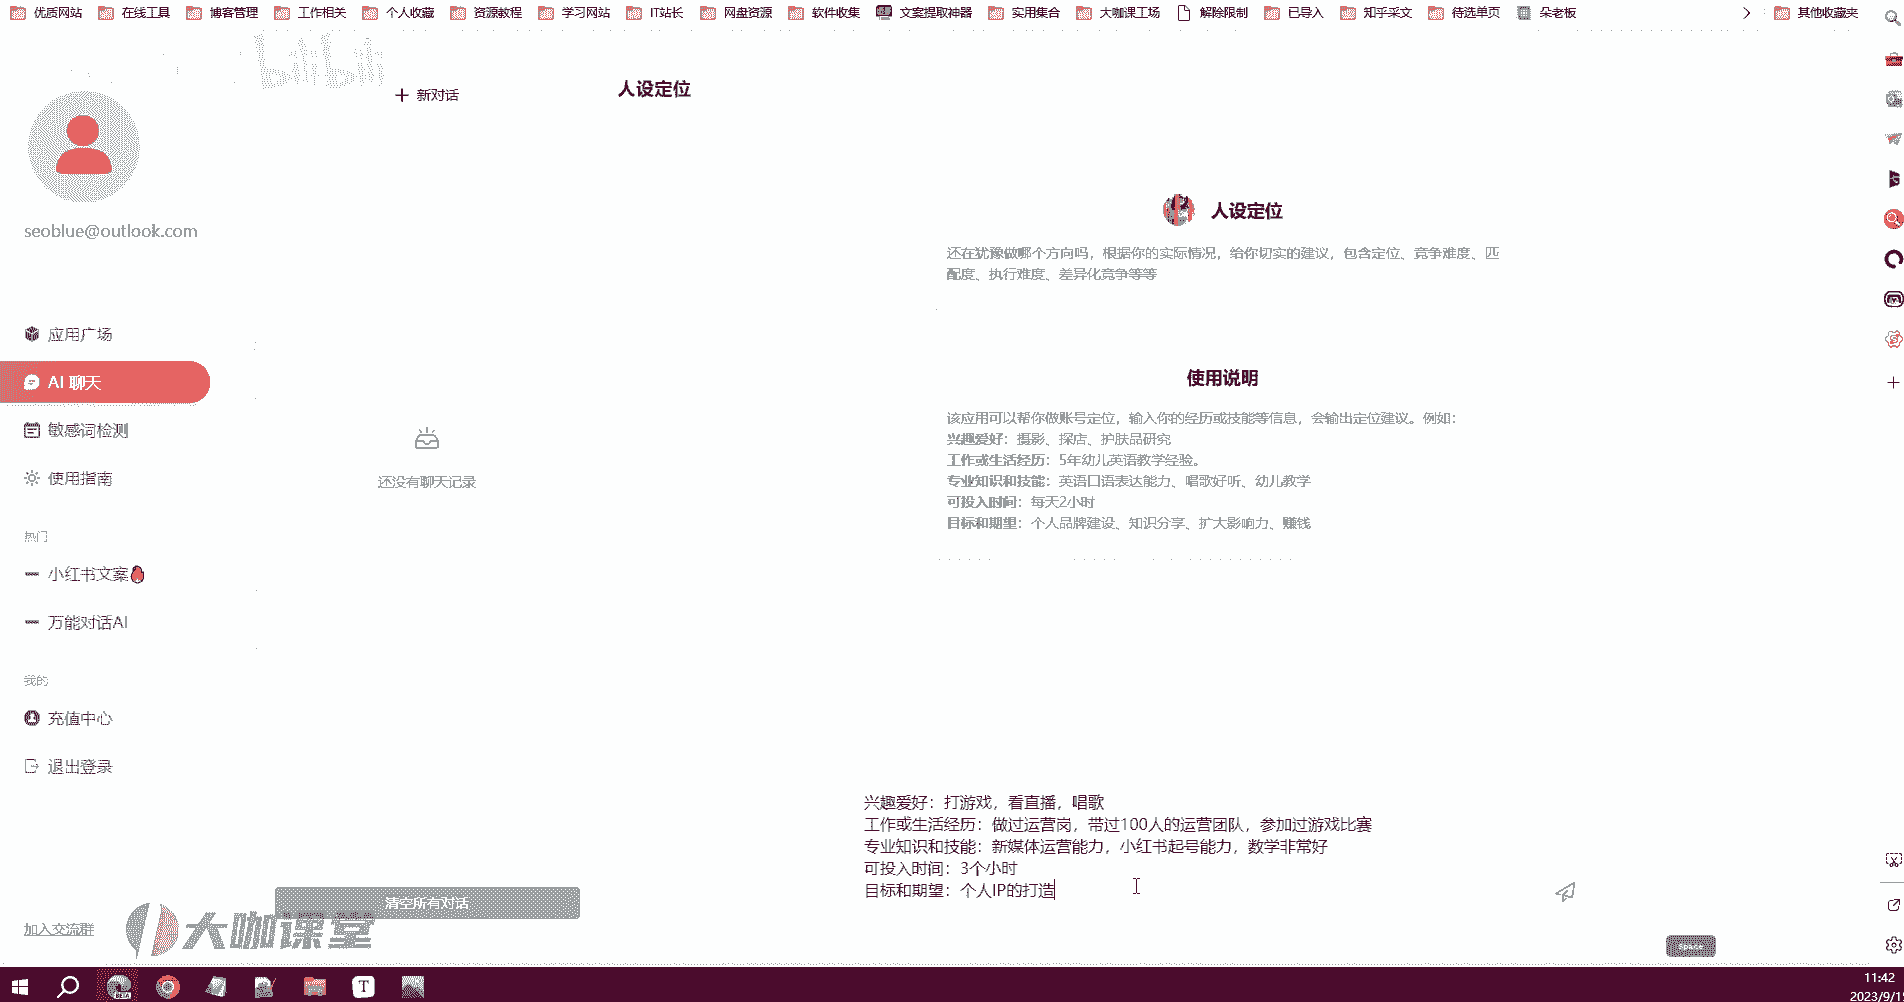 优质网站 在线工具 博客管理 工作相关 个人收藏 资源教程 学习网站 IT站长 网盘资源 软件收集 文案提取神器 实用集合 大咖课工场 解除限制 已导入 知乎采文 待选单页 朵老板 其他收藏夹
bilibili
新对话
人设定位
seoblue@outlook.com
应用广场
AI 聊天
敏感词检测
使用指南
热门
小红书文案
万能对话AI
我的
充值中心
退出登录
加入交流群
还没有聊天记录
清空所有对话
大咖课堂
人设定位
还在犹豫做哪个方向吗，根据你的实际情况，给你切实的建议，包含定位、竞争难度、匹
配度、执行难度、差异化竞争等等
使用说明
该应用可以帮你做账号定位，输入你的经历或技能等信息，会输出定位建议。例如：
兴趣爱好：摄影、探店、护肤品研究
工作或生活经历：5年幼儿英语教学经验。
专业知识和技能：英语口语表达能力、唱歌好听、幼儿教学
可投入时间：每天2小时
目标和期望：个人品牌建设、知识分享、扩大影响力、赚钱
兴趣爱好：打游戏，看直播，唱歌
工作或生活经历：做过运营岗，带过100人的运营团队，参加过游戏比赛
专业知识和技能：新媒体运营能力，小红书起号能力，数学非常好
可投入时间：3个小时
目标和期望：个人IP的打造
Space
BETA
T
11:42